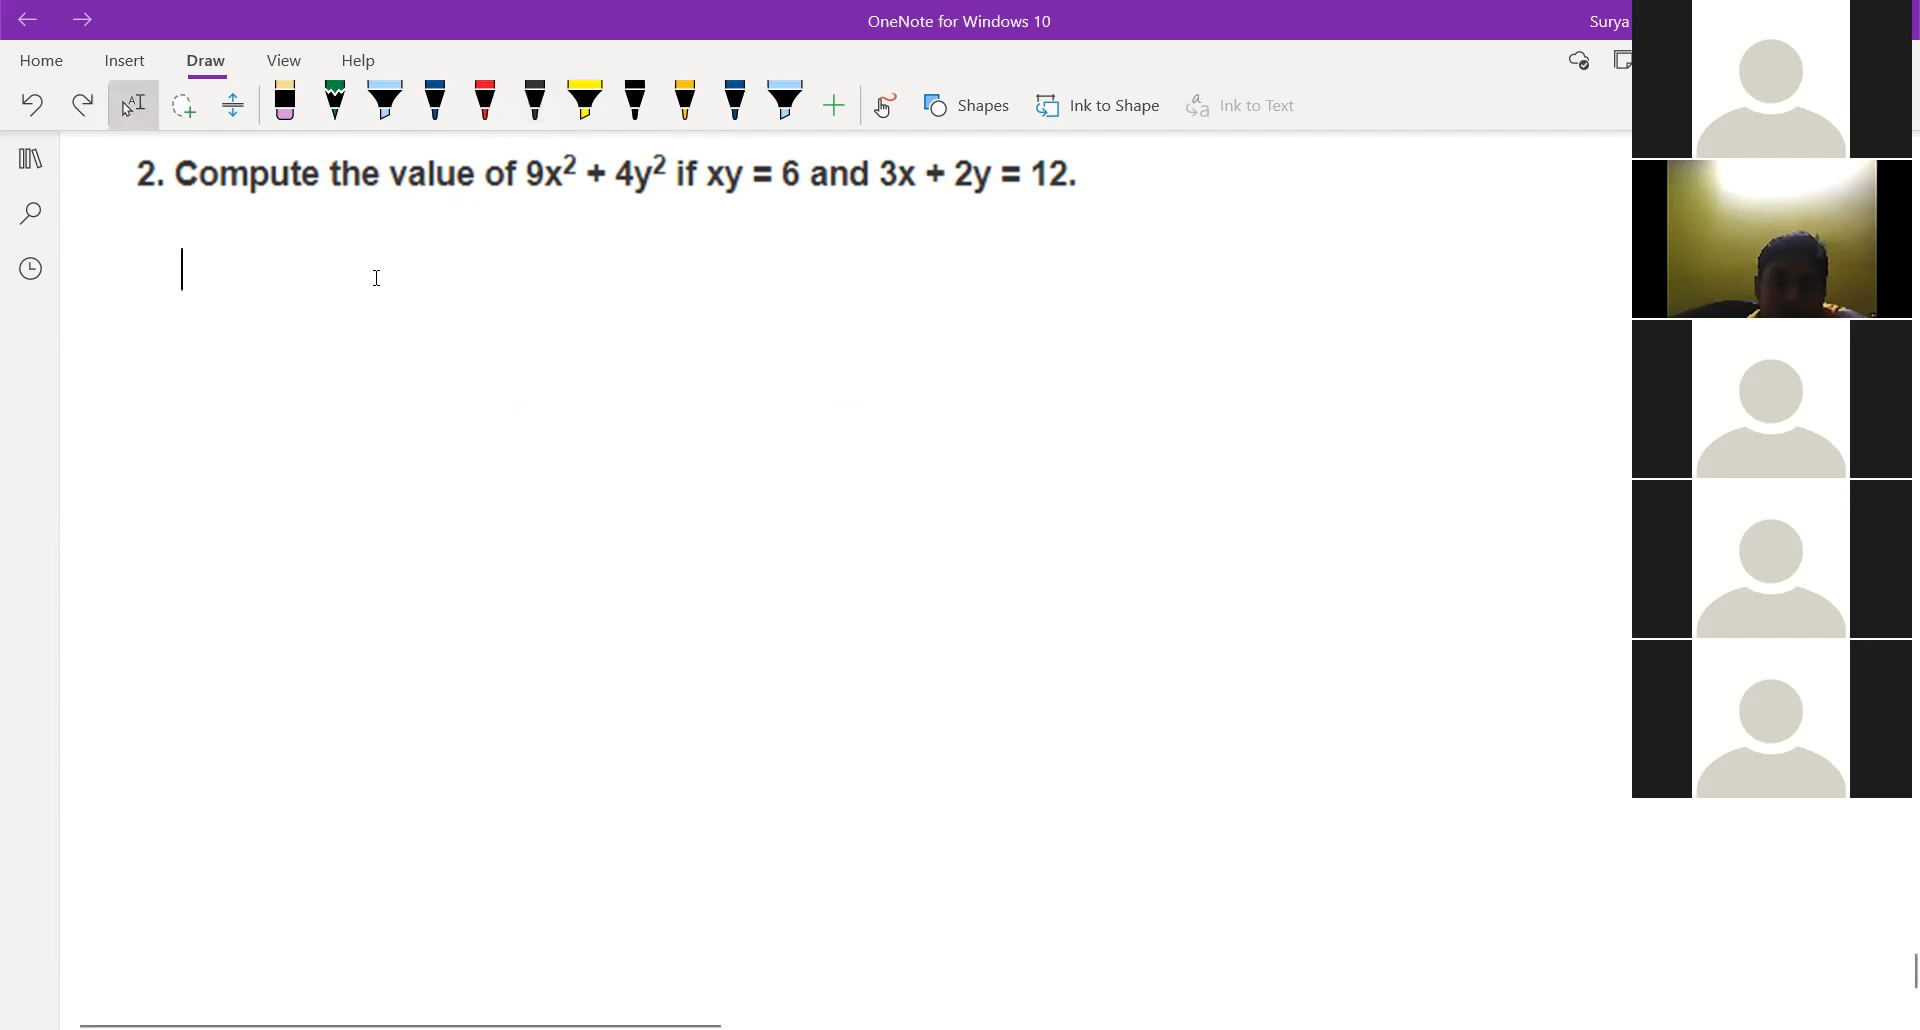 OneNote for Windows 10
Surya
Home Insert Draw View Help
Shapes Ink to Shape Ink to Text
2. Compute the value of 9x² + 4y² if xy = 6 and 3x + 2y = 12.